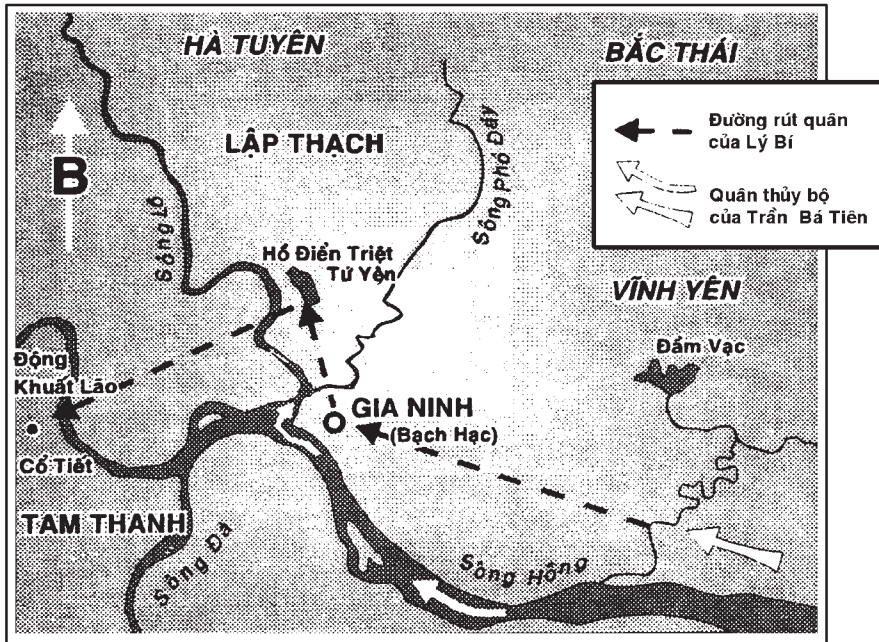 HÀ TUYÊN
BẮC THÁI
Đường rút quân
của Lý Bí
Quân thủy bộ
của Trần Bá Tiên
B
LẬP THẠCH
Sông Phó Đáy
Sông Lô
Hồ Điển Triệt
Tứ Yên
VĨNH YÊN
Đầm Vạc
Động
Khuất Lão
GIA NINH
(Bạch Hạc)
Cổ Tiết
TAM THANH
Sông Đà
Sông Hồng